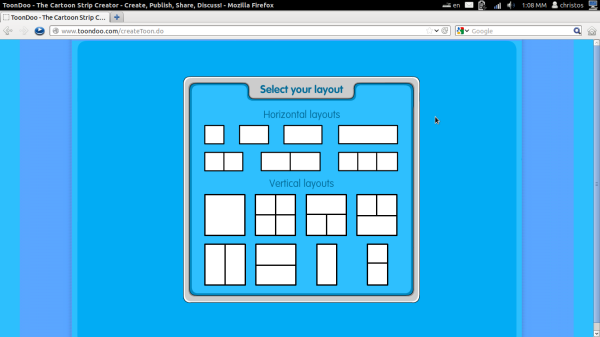 ToonDoo - The Cartoon Strip Creator - Create, Publish, Share, Discuss! - Mozilla Firefox
en
1:08 MM
christos
ToonDoo - The Cartoon Strip C...
www.toondoo.com/createToon.do
Google
Select your layout
Horizontal layouts
Vertical layouts